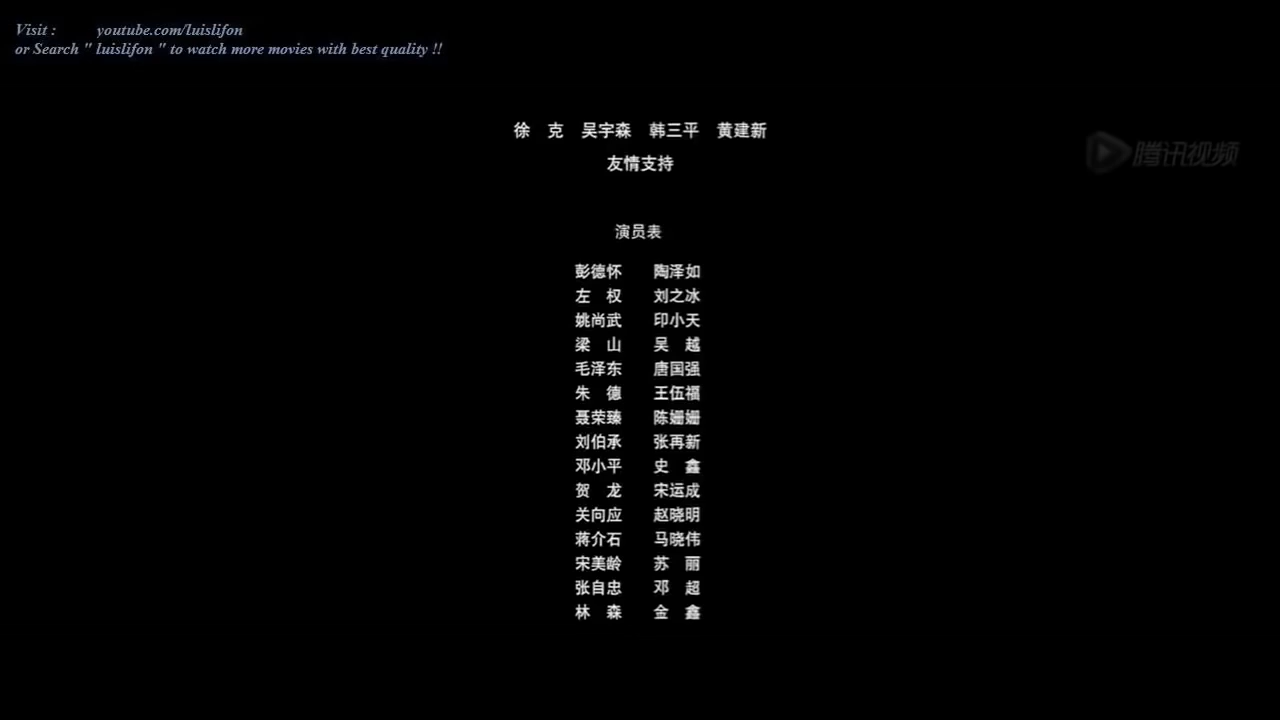 Visit : youtube.com/luislifon
or Search " luislifon " to watch more movies with best quality !!
徐　克　吴宇森　韩三平　黄建新
友情支持
腾讯视频
演员表
彭德怀　陶泽如
左　权　刘之冰
姚尚武　印小天
梁　山　吴　越
毛泽东　唐国强
朱　德　王伍福
聂荣臻　陈姗姗
刘伯承　张再新
邓小平　史　鑫
贺　龙　宋运成
关向应　赵晓明
蒋介石　马晓伟
宋美龄　苏　丽
张自忠　邓　超
林　森　金　鑫